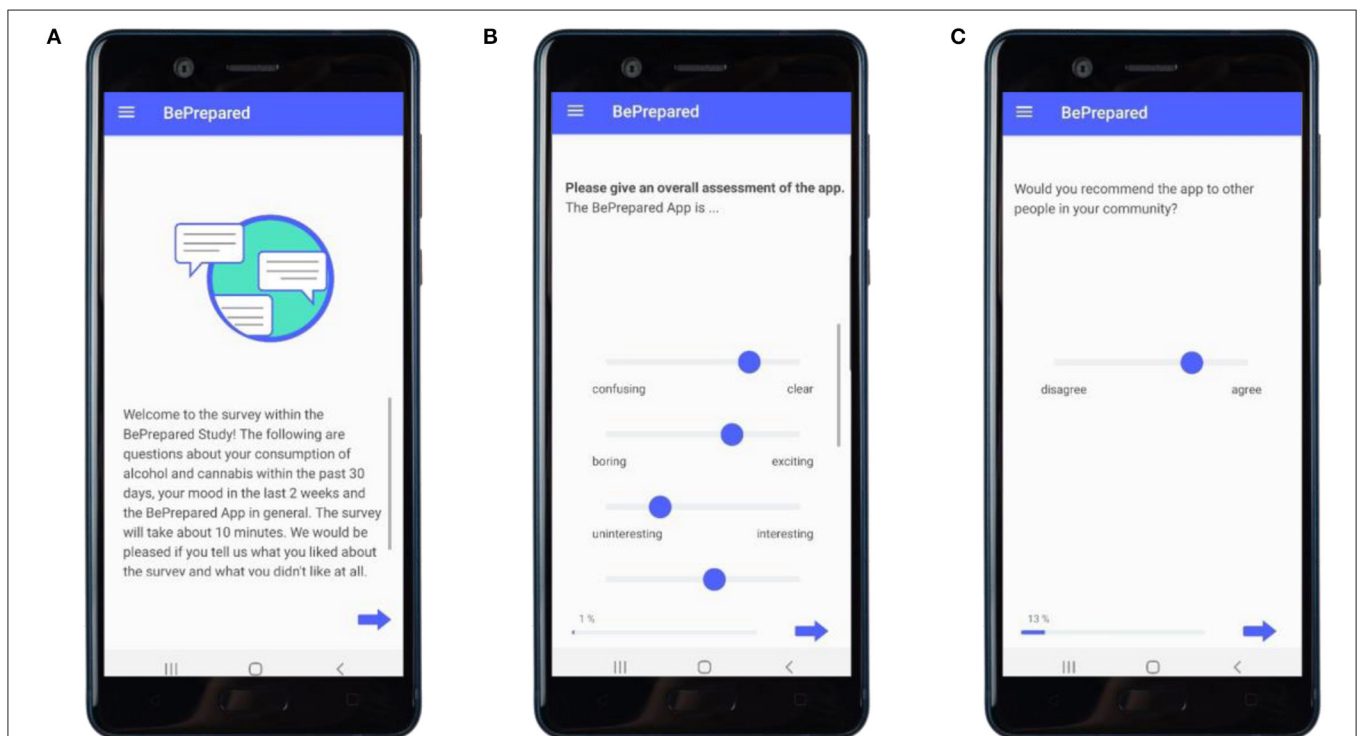 A
BePrepared
Welcome to the survey within the
BePrepared Study! The following are
questions about your consumption of
alcohol and cannabis within the past 30
days, your mood in the last 2 weeks and
the BePrepared App in general. The survey
will take about 10 minutes. We would be
pleased if you tell us what you liked about
the survey and what you didn't like at all.
B
BePrepared
Please give an overall assessment of the app.
The BePrepared App is ...
confusing clear
boring exciting
uninteresting interesting
1 %
C
BePrepared
Would you recommend the app to other
people in your community?
disagree agree
13 %